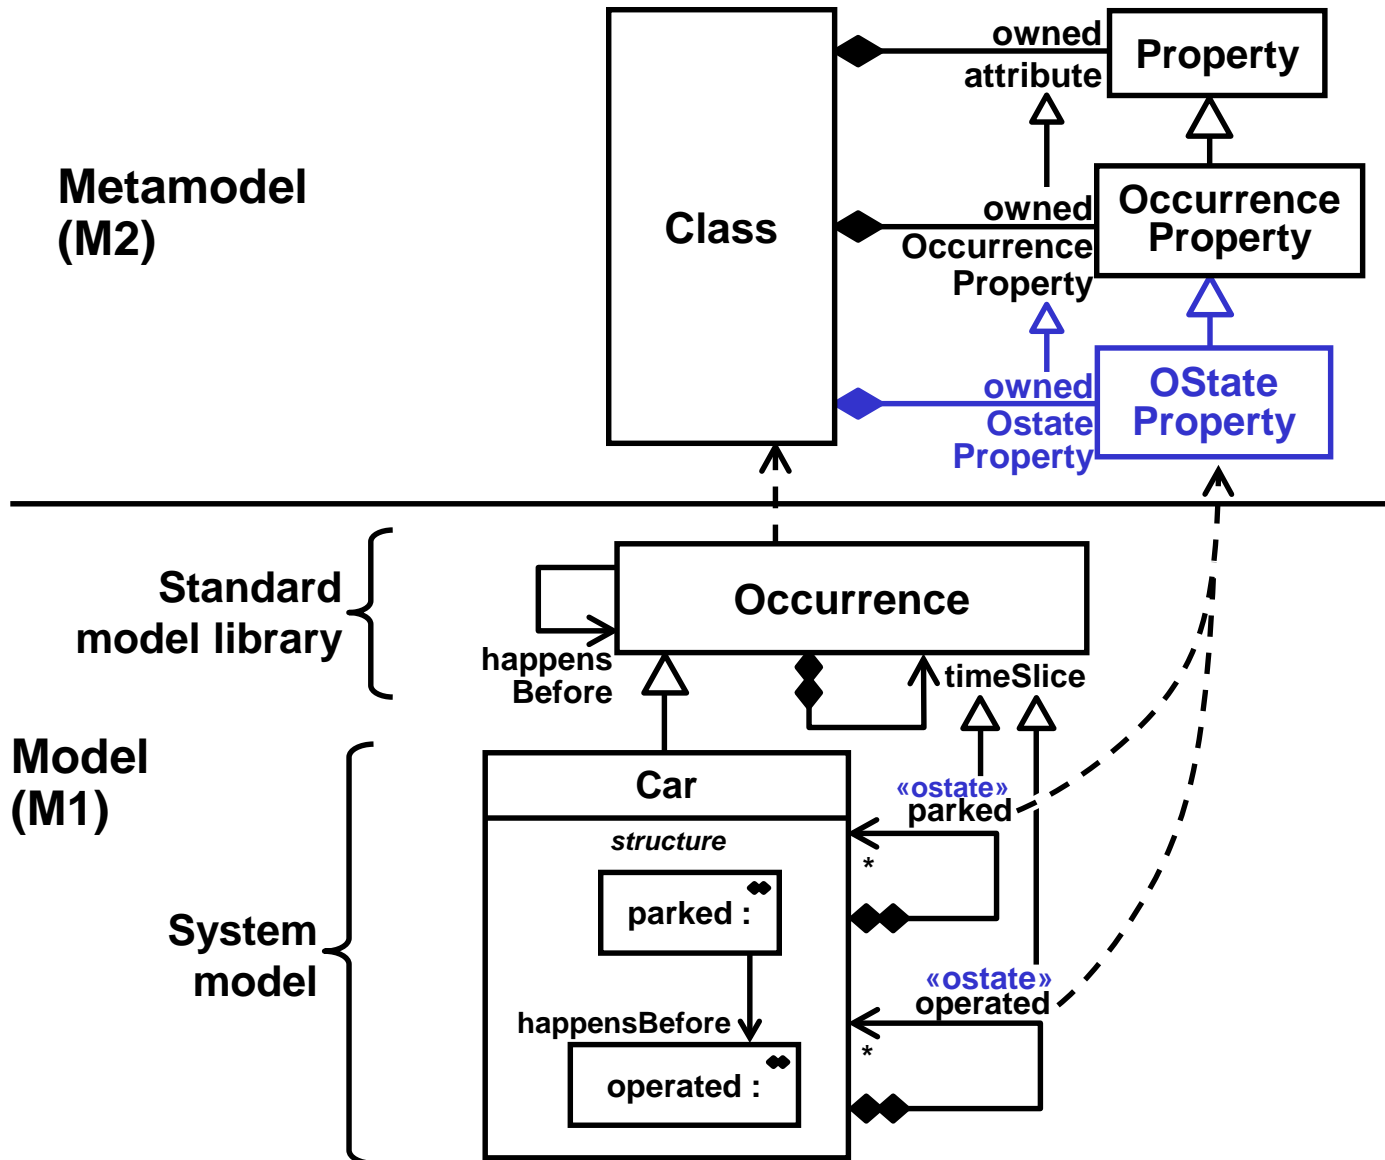 owned
attribute
Property
Metamodel
(M2)
Class
owned
Occurrence
Property
Occurrence
Property
owned
Ostate
Property
OState
Property
Standard
model library
Occurrence
happens
Before
timeSlice
Model
(M1)
Car
«ostate»
parked
structure
*
parked :
System
model
«ostate»
operated
happensBefore
*
operated :